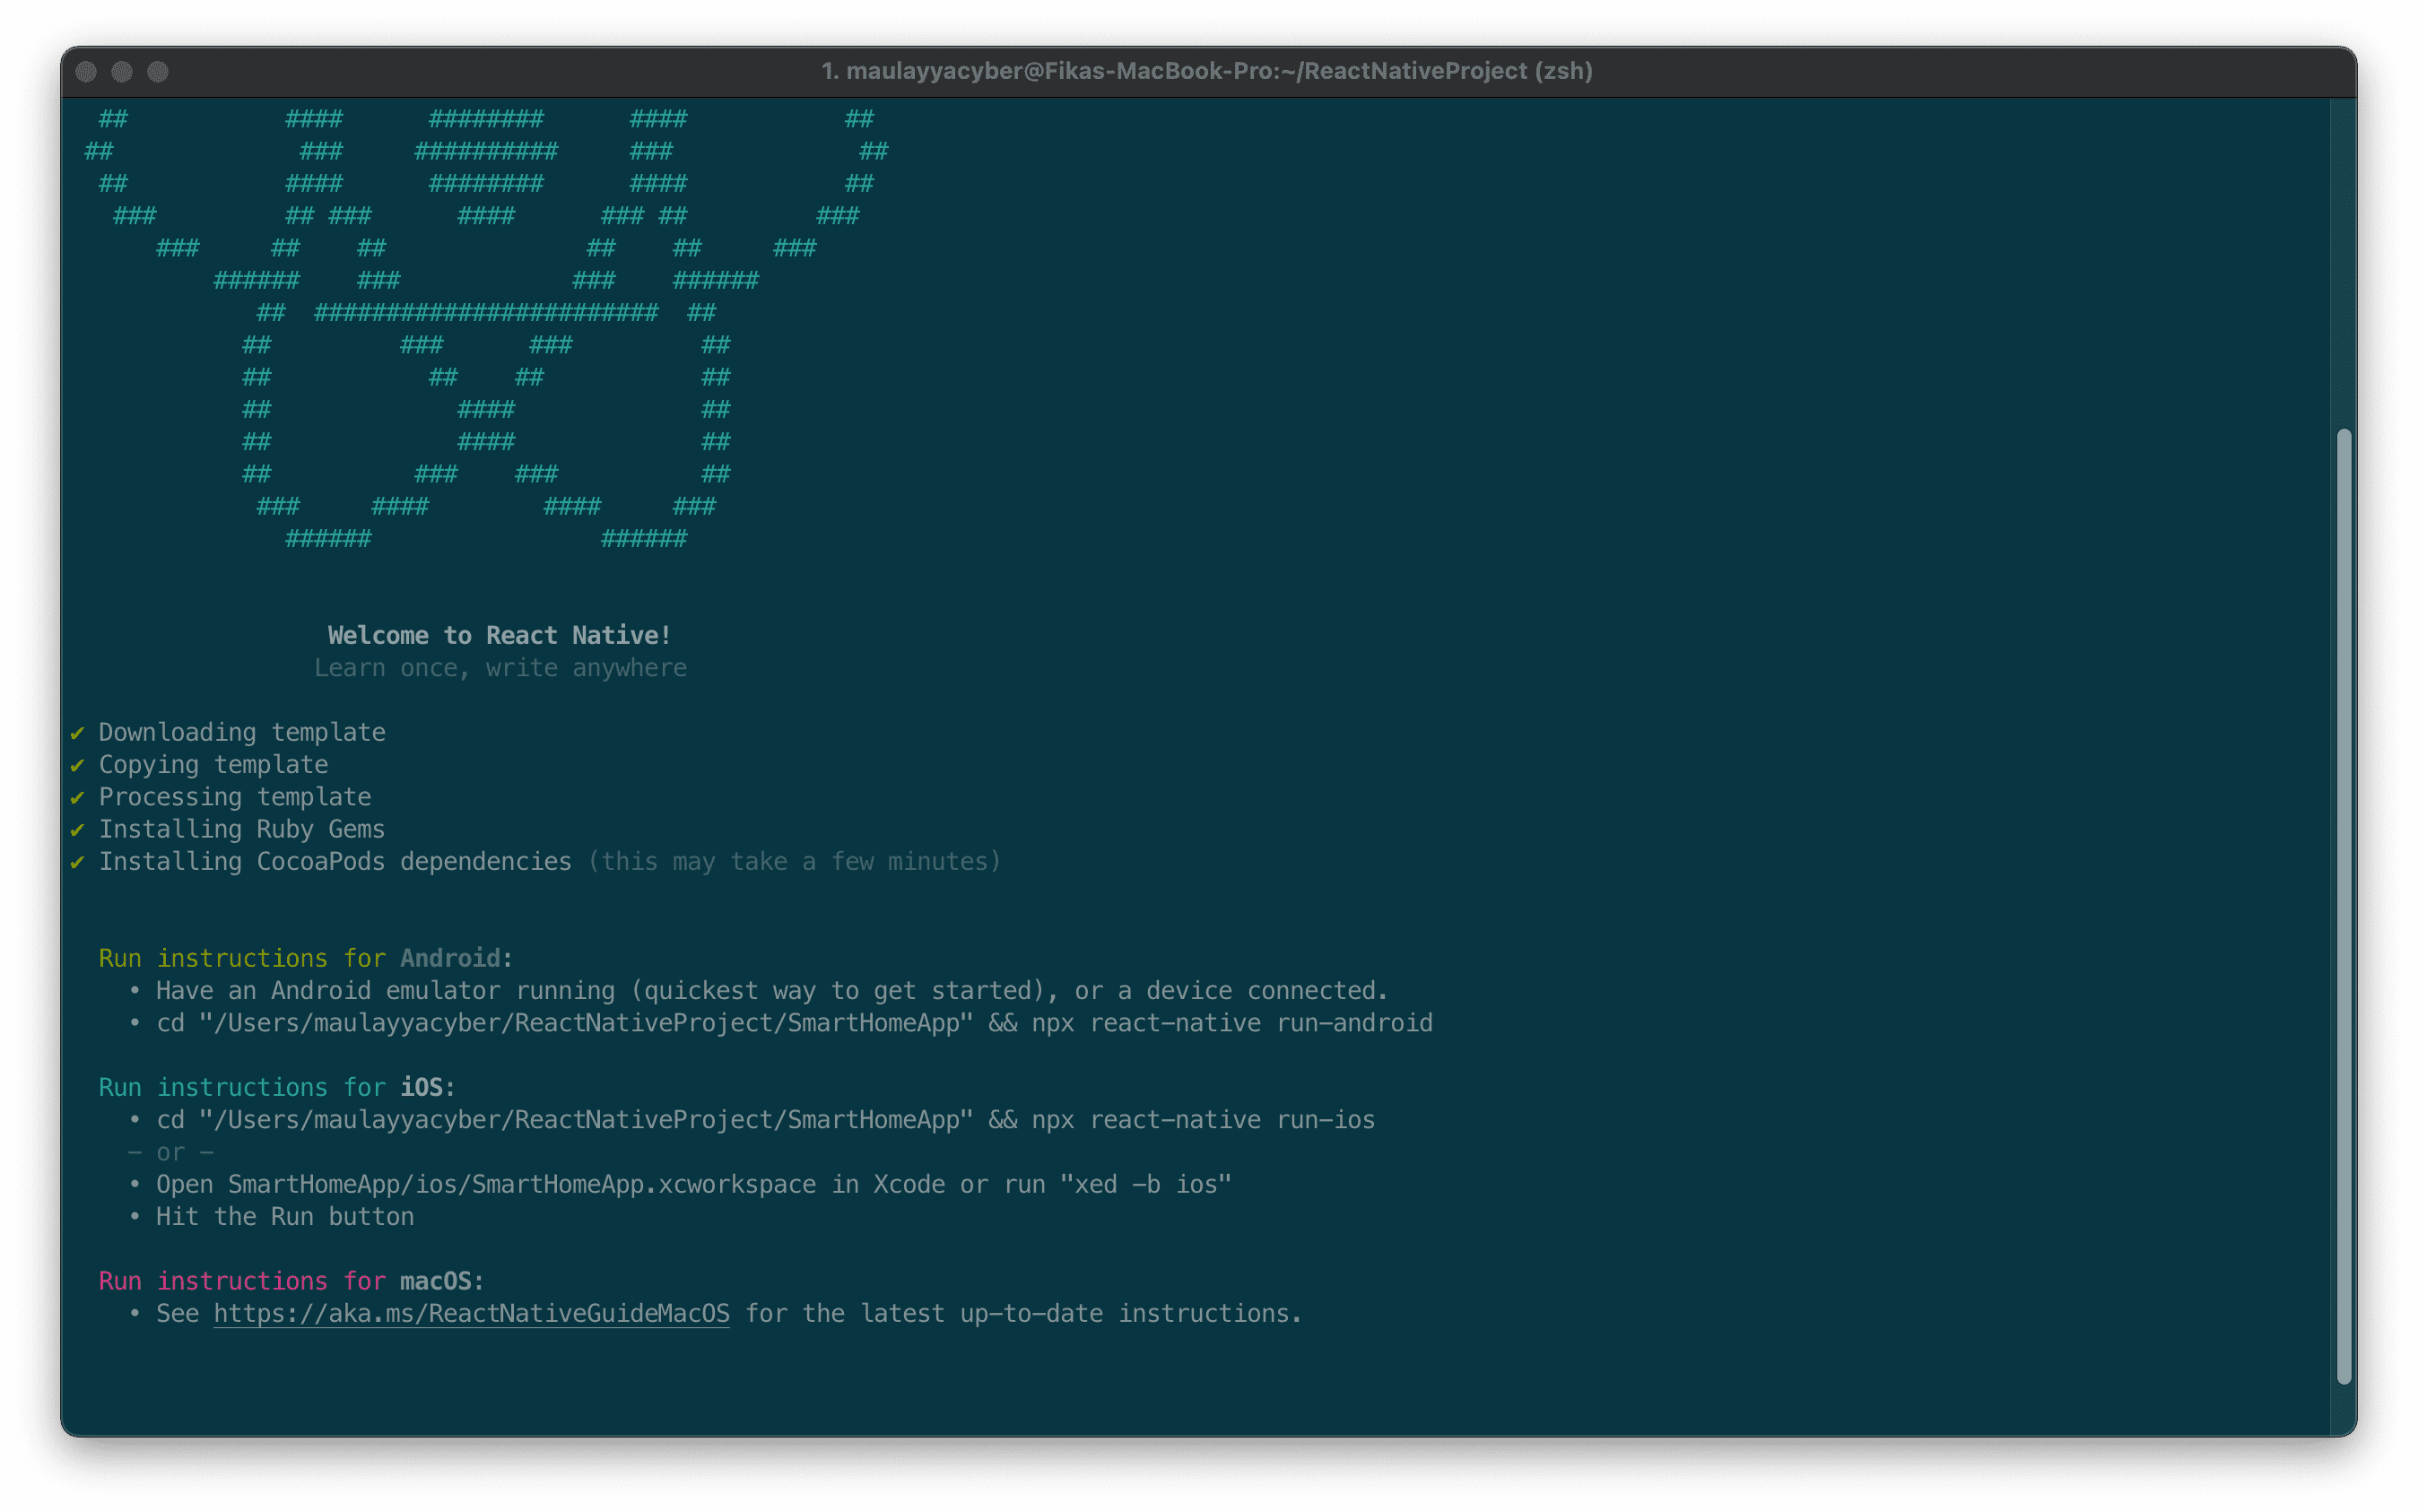 1. maulayyacyber@Fikas-MacBook-Pro:~/ReactNativeProject (zsh)
  ##           ####      ########      ####           ##
 ##             ###     ##########     ###             ##
  ##           ####      ########      ####           ##
   ###         ## ###      ####      ### ##         ###
      ###     ##    ##              ##    ##     ###
          ######    ###            ###    ######
             ##  ########################  ##
            ##         ###      ###         ##
            ##           ##    ##           ##
            ##             ####             ##
            ##             ####             ##
            ##          ###    ###          ##
             ###     ####        ####     ###
               ######                ######
Welcome to React Native!
Learn once, write anywhere
✔ Downloading template
✔ Copying template
✔ Processing template
✔ Installing Ruby Gems
✔ Installing CocoaPods dependencies (this may take a few minutes)
Run instructions for Android:
• Have an Android emulator running (quickest way to get started), or a device connected.
• cd "/Users/maulayyacyber/ReactNativeProject/SmartHomeApp" && npx react-native run-android
Run instructions for iOS:
• cd "/Users/maulayyacyber/ReactNativeProject/SmartHomeApp" && npx react-native run-ios
- or -
• Open SmartHomeApp/ios/SmartHomeApp.xcworkspace in Xcode or run "xed -b ios"
• Hit the Run button
Run instructions for macOS:
• See https://aka.ms/ReactNativeGuideMacOS for the latest up-to-date instructions.